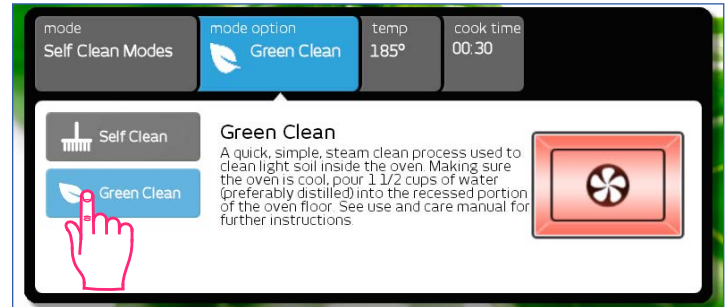 mode
Self Clean Modes
mode option
Green Clean
temp
185°
cook time
00:30
Self Clean
Green Clean
Green Clean
A quick, simple, steam clean process used to
clean light soil inside the oven. Making sure
the oven is cool, pour 1 1/2 cups of water
(preferably distilled) into the recessed portion
of the oven floor. See use and care manual for
further instructions.